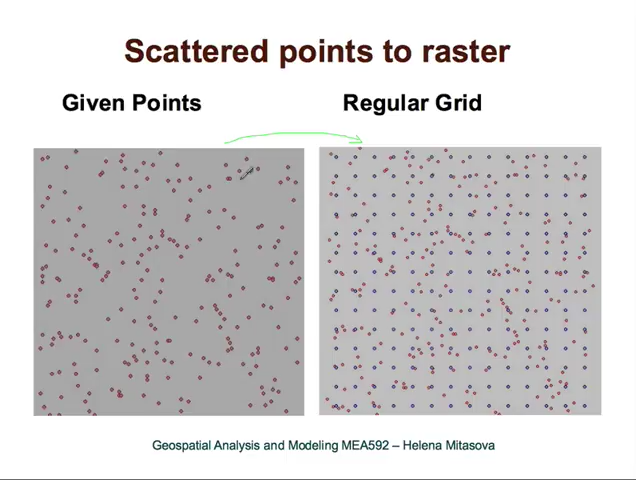 Scattered points to raster
Given Points
Regular Grid
Geospatial Analysis and Modeling MEA592 – Helena Mitasova